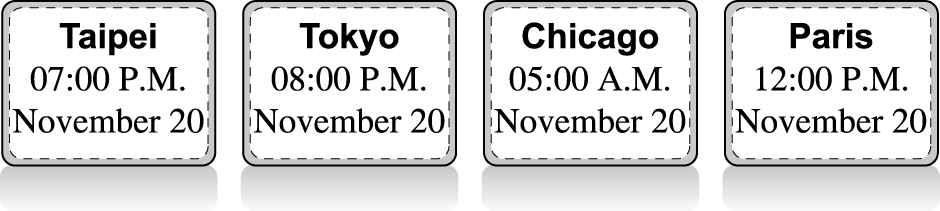 Taipei
07:00 P.M.
November 20
Tokyo
08:00 P.M.
November 20
Chicago
05:00 A.M.
November 20
Paris
12:00 P.M.
November 20